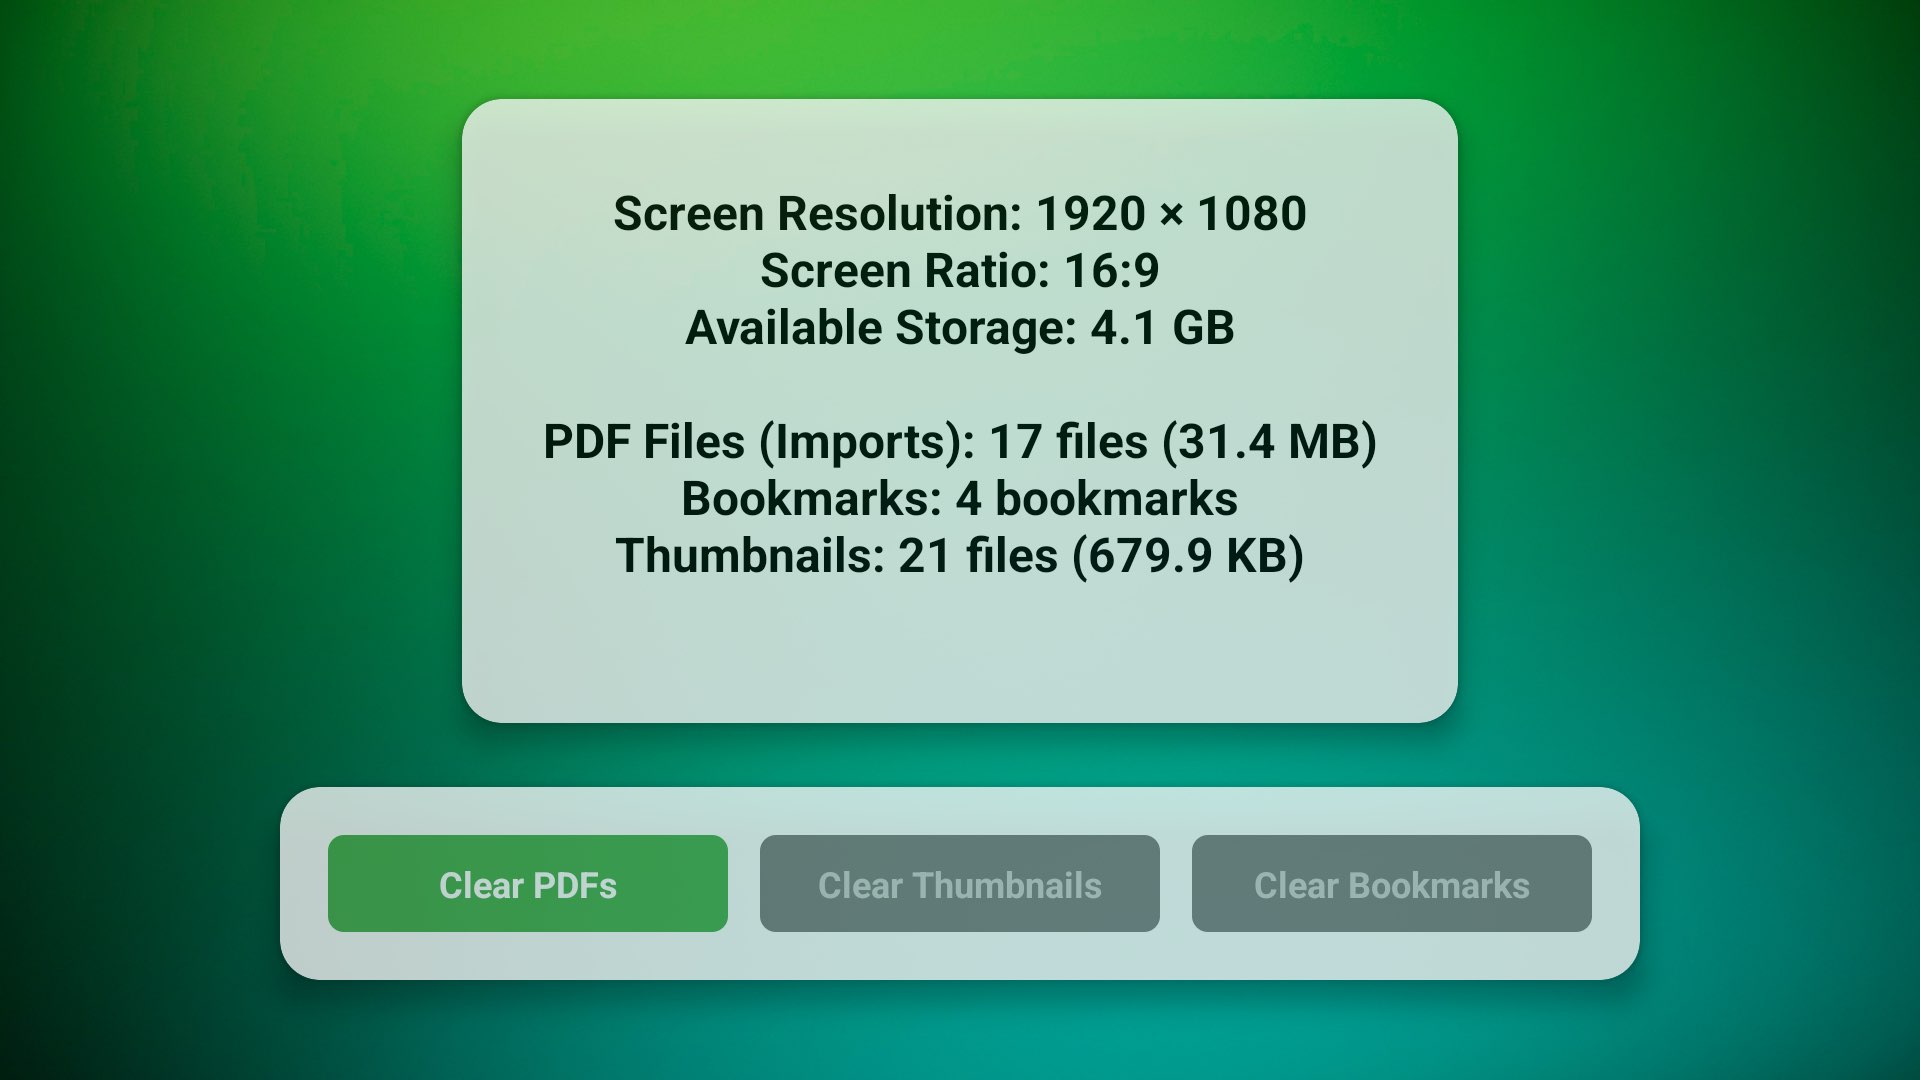 Screen Resolution: 1920 × 1080
Screen Ratio: 16:9
Available Storage: 4.1 GB
PDF Files (Imports): 17 files (31.4 MB)
Bookmarks: 4 bookmarks
Thumbnails: 21 files (679.9 KB)
Clear PDFs
Clear Thumbnails
Clear Bookmarks